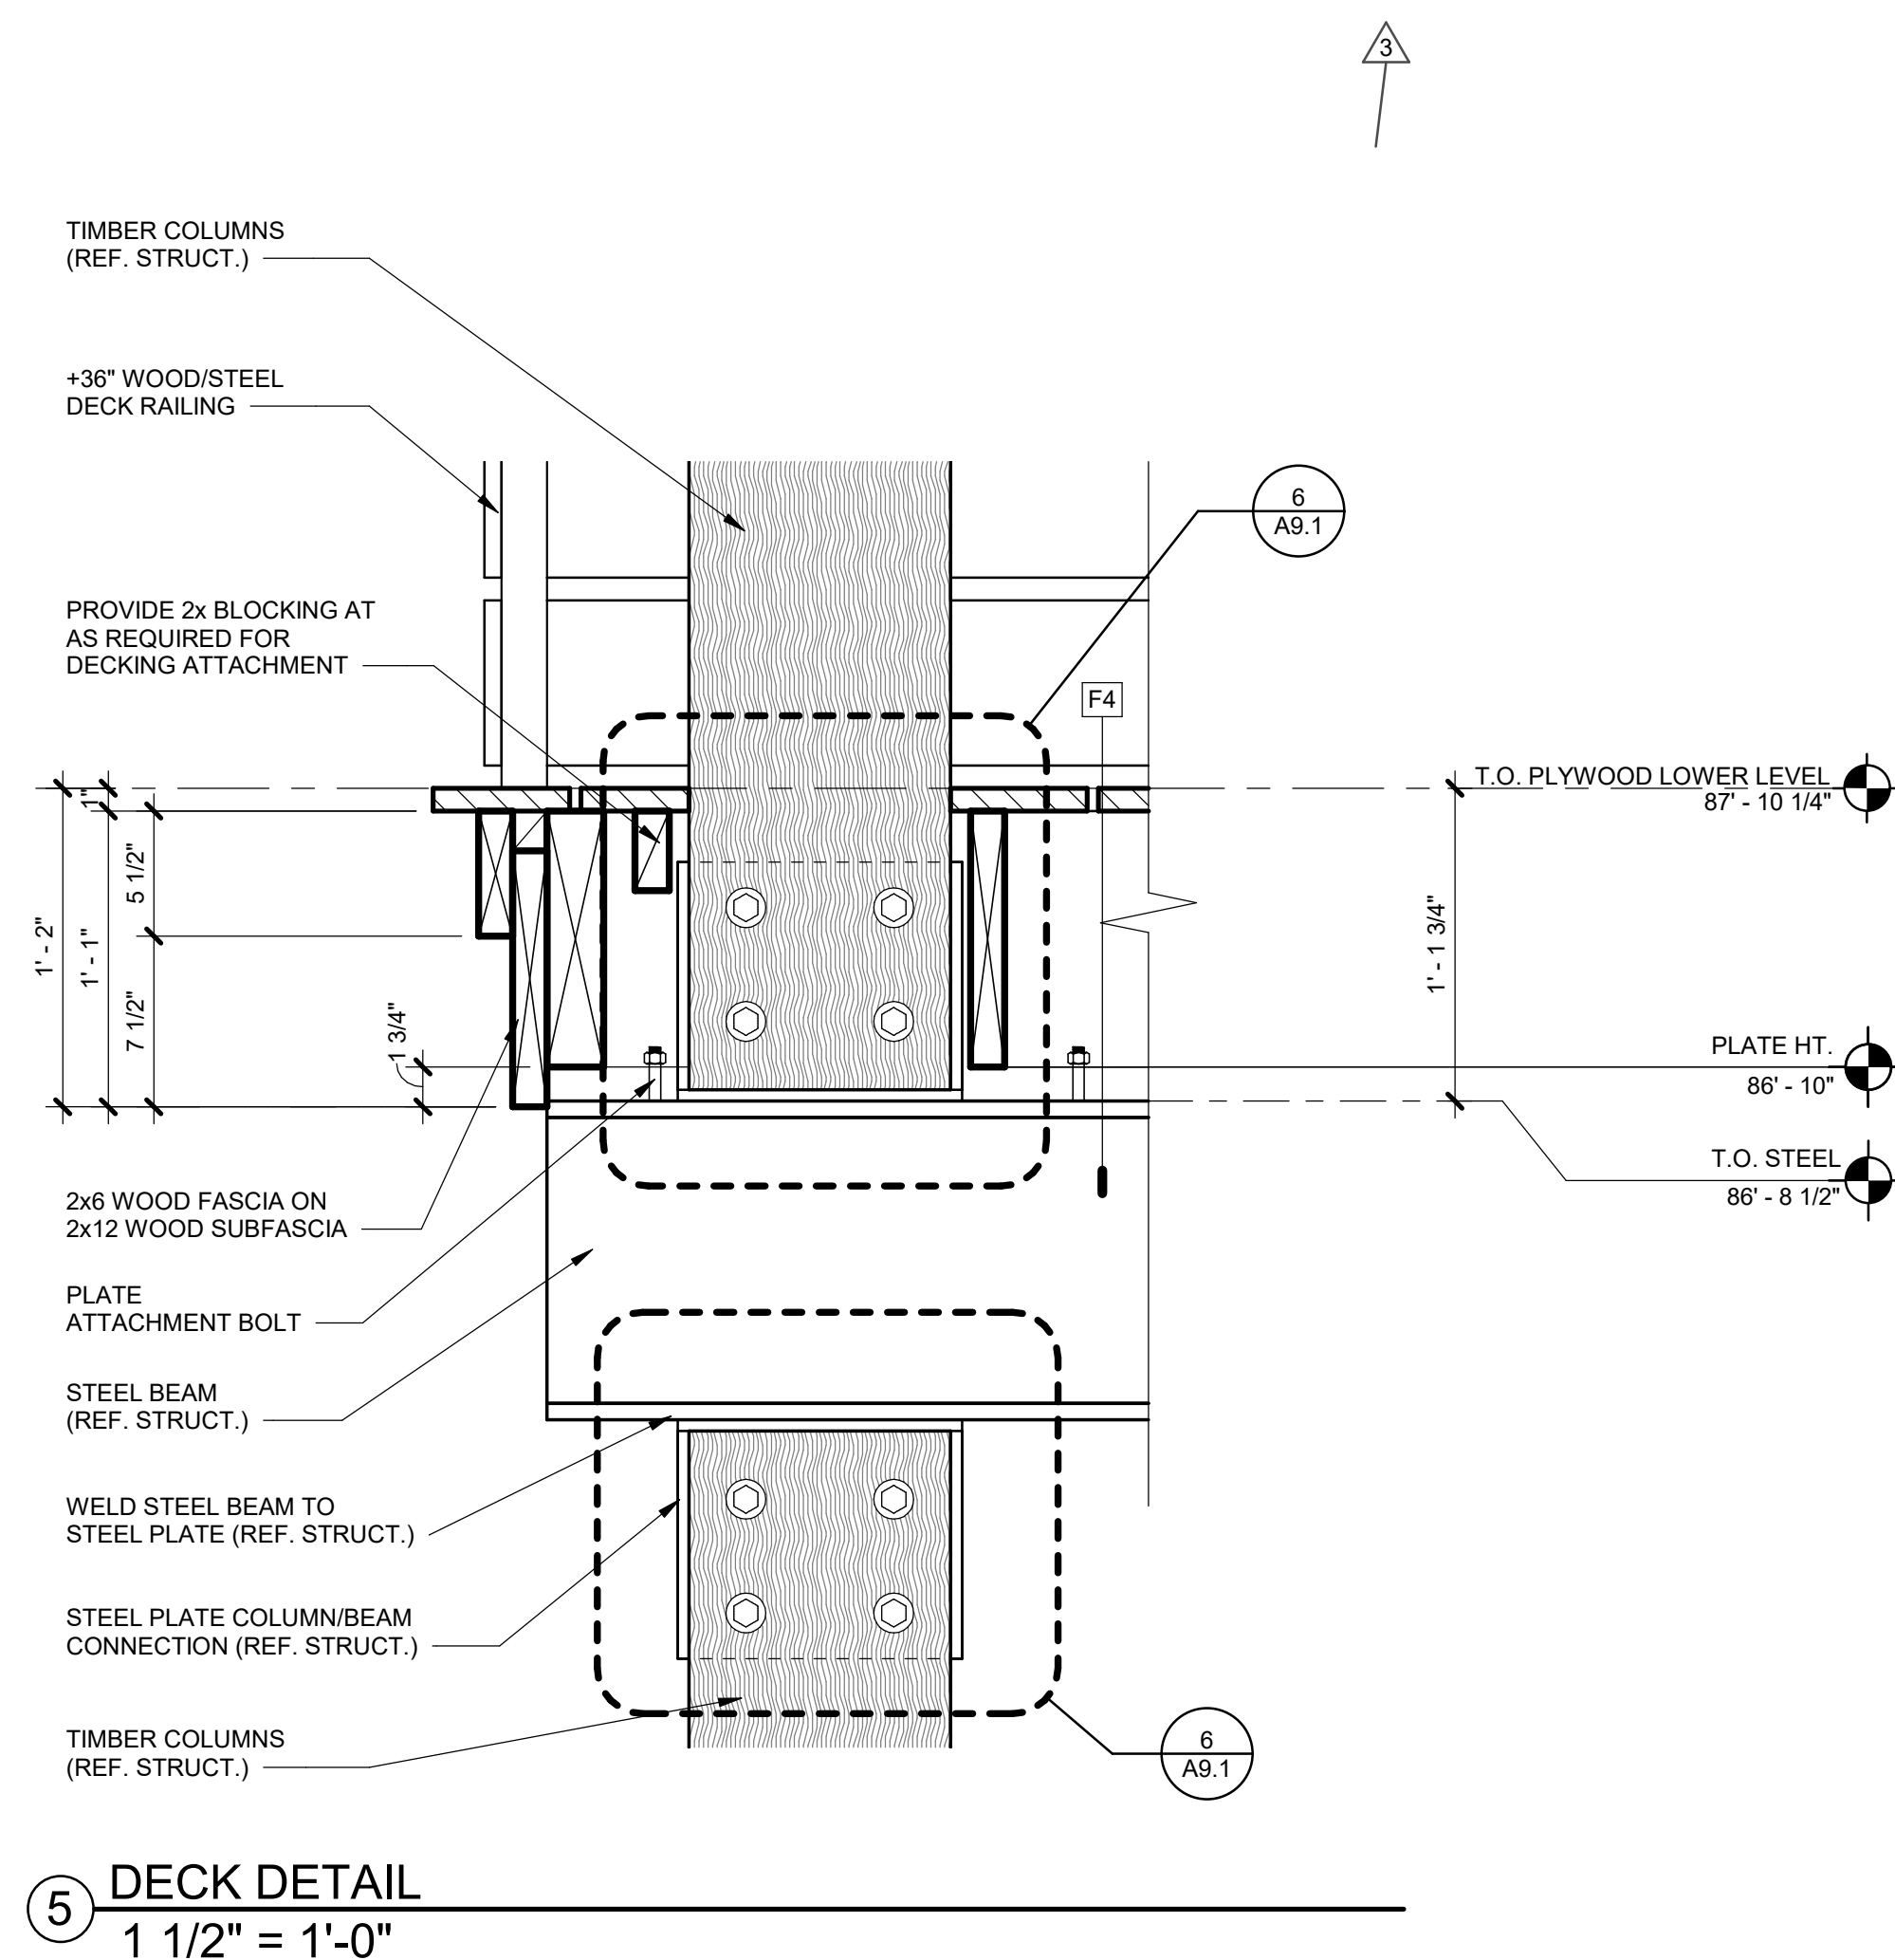 3
TIMBER COLUMNS
(REF. STRUCT.)
+36" WOOD/STEEL
DECK RAILING
6
A9.1
PROVIDE 2x BLOCKING AT
AS REQUIRED FOR
DECKING ATTACHMENT
F4
T.O. PLYWOOD LOWER LEVEL
87' - 10 1/4"
1"
5 1/2"
1' - 2"
1' - 1"
7 1/2"
1 3/4"
1' - 1 3/4"
PLATE HT.
86' - 10"
T.O. STEEL
86' - 8 1/2"
2x6 WOOD FASCIA ON
2x12 WOOD SUBFASCIA
PLATE
ATTACHMENT BOLT
STEEL BEAM
(REF. STRUCT.)
WELD STEEL BEAM TO
STEEL PLATE (REF. STRUCT.)
STEEL PLATE COLUMN/BEAM
CONNECTION (REF. STRUCT.)
TIMBER COLUMNS
(REF. STRUCT.)
6
A9.1
5
DECK DETAIL
1 1/2" = 1'-0"